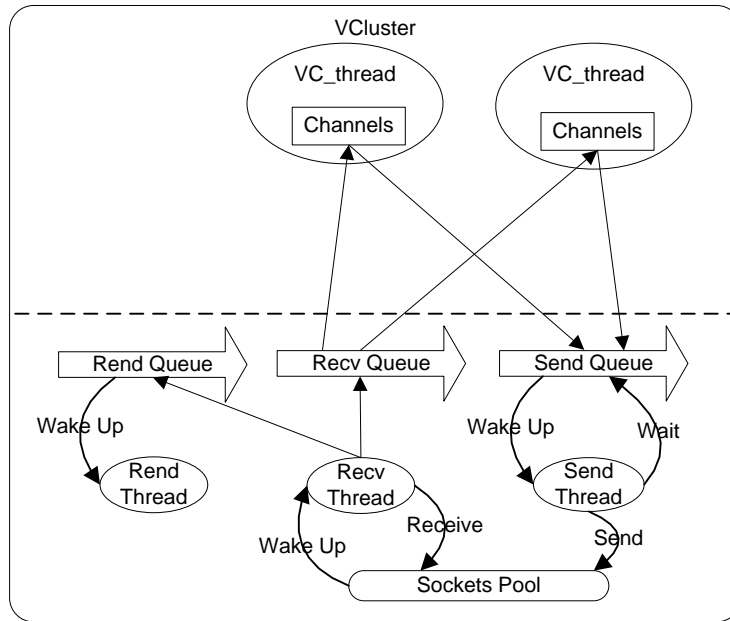 VCluster
VC_thread
VC_thread
Channels
Channels
Rend Queue
Recv Queue
Send Queue
Wake Up
Wake Up
Wait
Rend
Thread
Recv
Thread
Send
Thread
Receive
Send
Wake Up
Sockets Pool